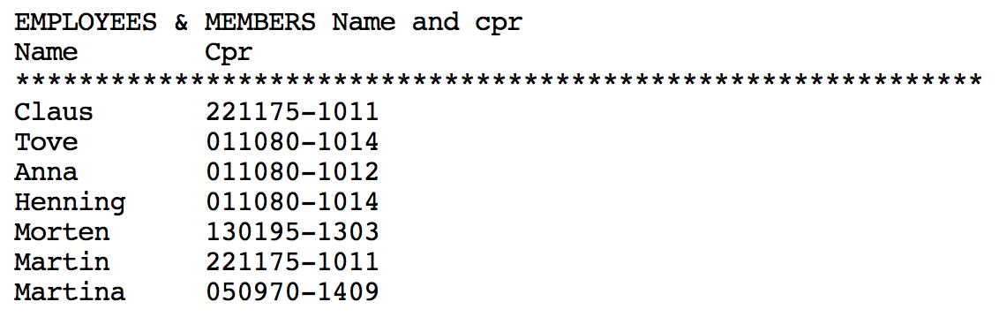 EMPLOYEES & MEMBERS Name and cpr
Name        Cpr
*************************************************************
Claus       221175-1011
Tove        011080-1014
Anna        011080-1012
Henning     011080-1014
Morten      130195-1303
Martin      221175-1011
Martina     050970-1409